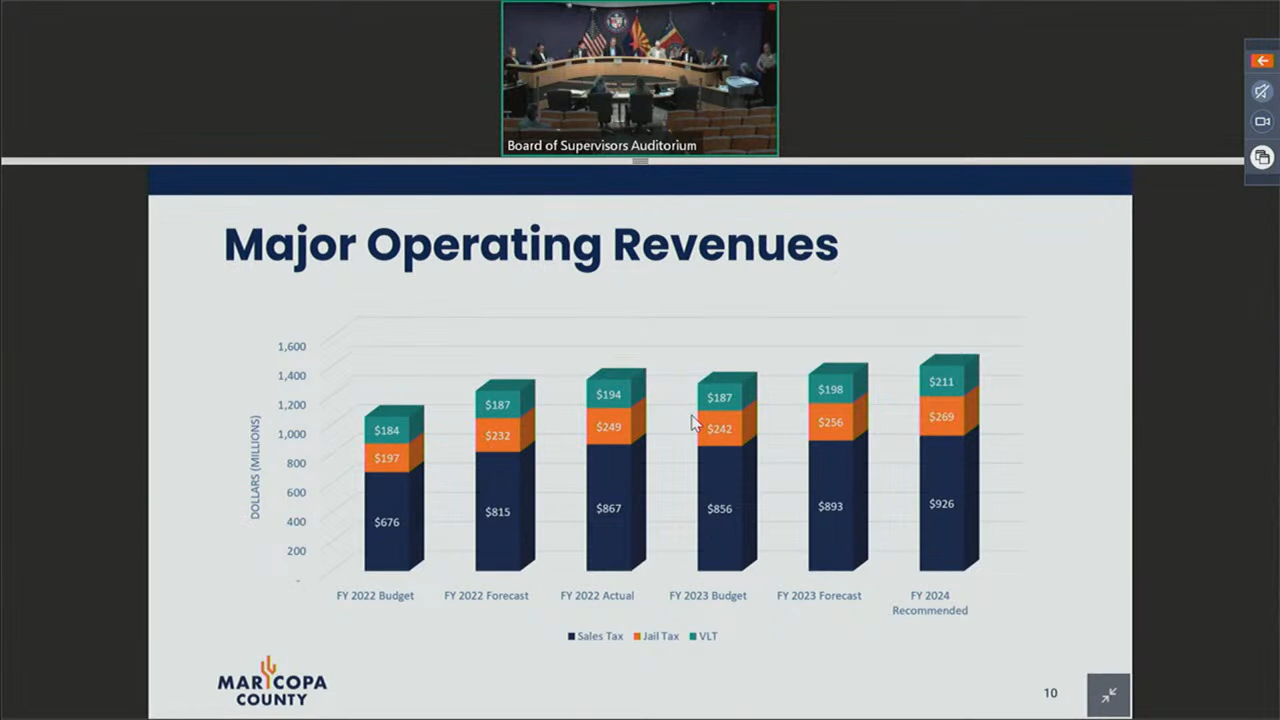 Board of Supervisors Auditorium
Major Operating Revenues
DOLLARS (MILLIONS)
1,600
1,400
1,200
1,000
800
600
400
200
-
$184
$197
$676
$187
$232
$815
$194
$249
$867
$187
$242
$856
$198
$256
$893
$211
$269
$926
FY 2022 Budget
FY 2022 Forecast
FY 2022 Actual
FY 2023 Budget
FY 2023 Forecast
FY 2024
Recommended
Sales Tax Jail Tax VLT
MARICOPA
COUNTY
10